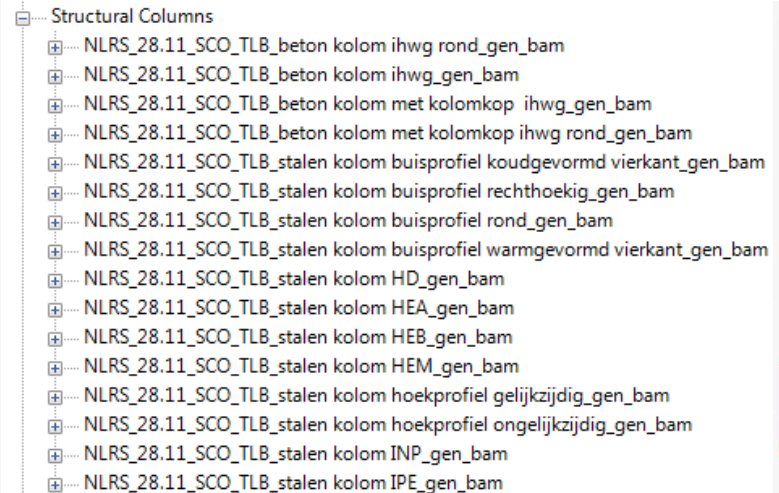 Structural Columns
NLRS_28.11_SCO_TLB_beton kolom ihwg rond_gen_bam
NLRS_28.11_SCO_TLB_beton kolom ihwg_gen_bam
NLRS_28.11_SCO_TLB_beton kolom met kolomkop  ihwg_gen_bam
NLRS_28.11_SCO_TLB_beton kolom met kolomkop ihwg rond_gen_bam
NLRS_28.11_SCO_TLB_stalen kolom buisprofiel koudgevormd vierkant_gen_bam
NLRS_28.11_SCO_TLB_stalen kolom buisprofiel rechthoekig_gen_bam
NLRS_28.11_SCO_TLB_stalen kolom buisprofiel rond_gen_bam
NLRS_28.11_SCO_TLB_stalen kolom buisprofiel warmgevormd vierkant_gen_bam
NLRS_28.11_SCO_TLB_stalen kolom HD_gen_bam
NLRS_28.11_SCO_TLB_stalen kolom HEA_gen_bam
NLRS_28.11_SCO_TLB_stalen kolom HEB_gen_bam
NLRS_28.11_SCO_TLB_stalen kolom HEM_gen_bam
NLRS_28.11_SCO_TLB_stalen kolom hoekprofiel gelijkzijdig_gen_bam
NLRS_28.11_SCO_TLB_stalen kolom hoekprofiel ongelijkzijdig_gen_bam
NLRS_28.11_SCO_TLB_stalen kolom INP_gen_bam
NLRS_28.11_SCO_TLB_stalen kolom IPE_gen_bam